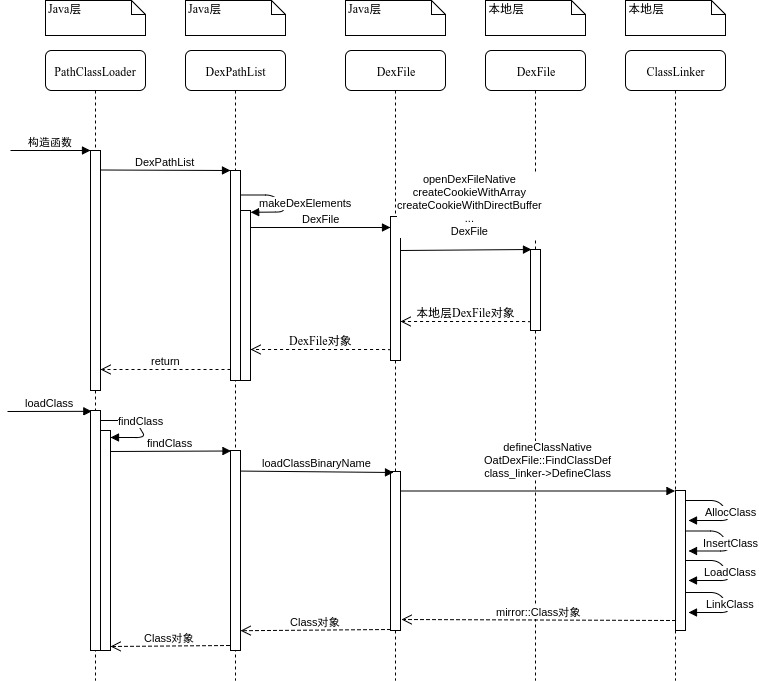 Java层
Java层
Java层
本地层
本地层
PathClassLoader
DexPathList
DexFile
DexFile
ClassLinker
构造函数
DexPathList
makeDexElements
DexFile
openDexFileNative
createCookieWithArray
createCookieWithDirectBuffer
...
DexFile
本地层DexFile对象
DexFile对象
return
loadClass
findClass
findClass
loadClassBinaryName
defineClassNative
OatDexFile::FindClassDef
class_linker->DefineClass
AllocClass
InsertClass
LoadClass
LinkClass
mirror::Class对象
Class对象
Class对象